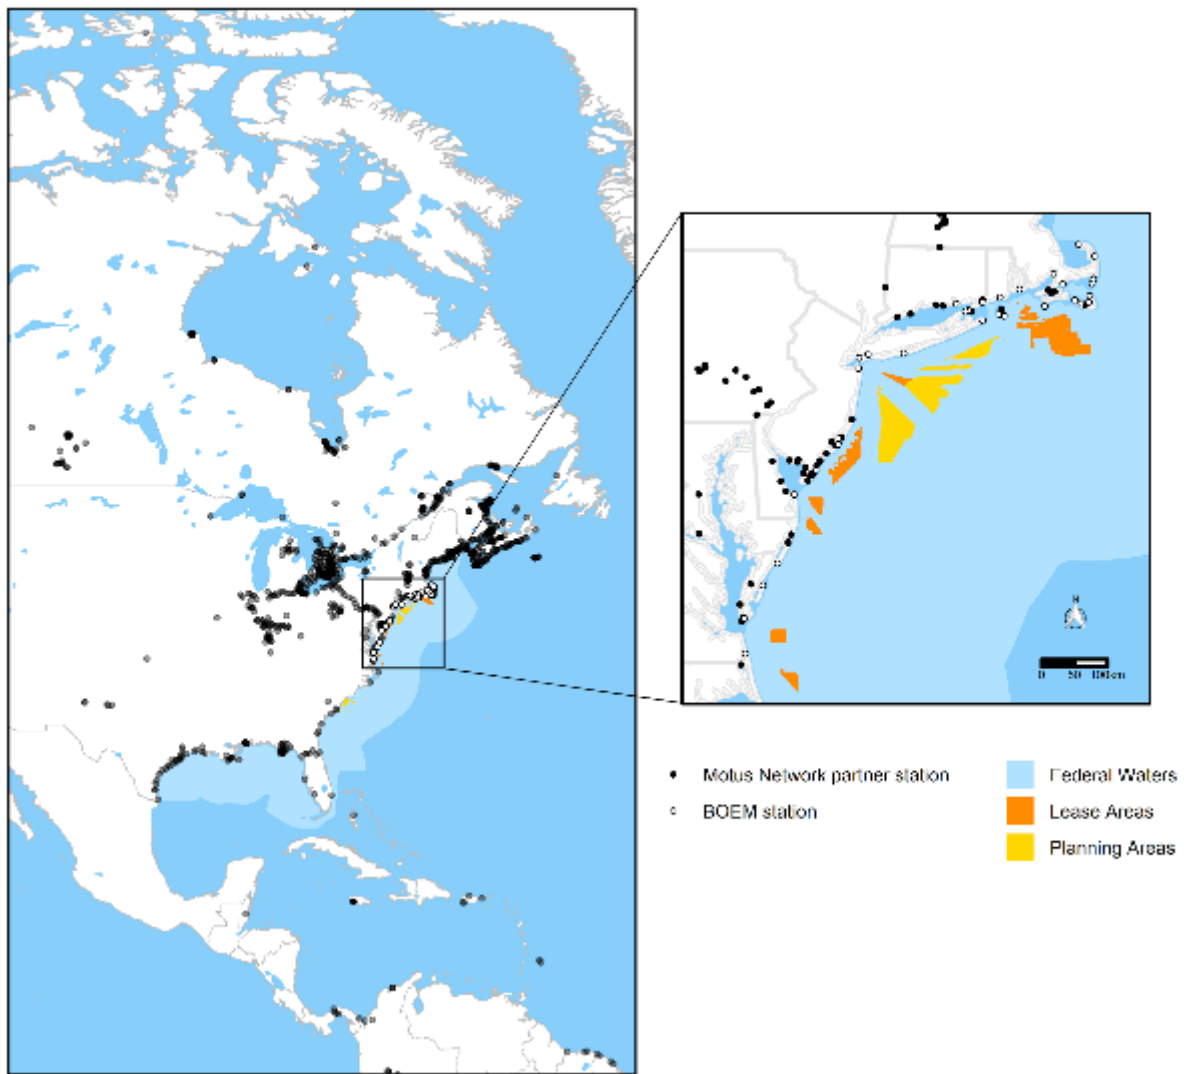 N
0 50 100km
Motus Network partner station
BOEM station
Federal Waters
Lease Areas
Planning Areas